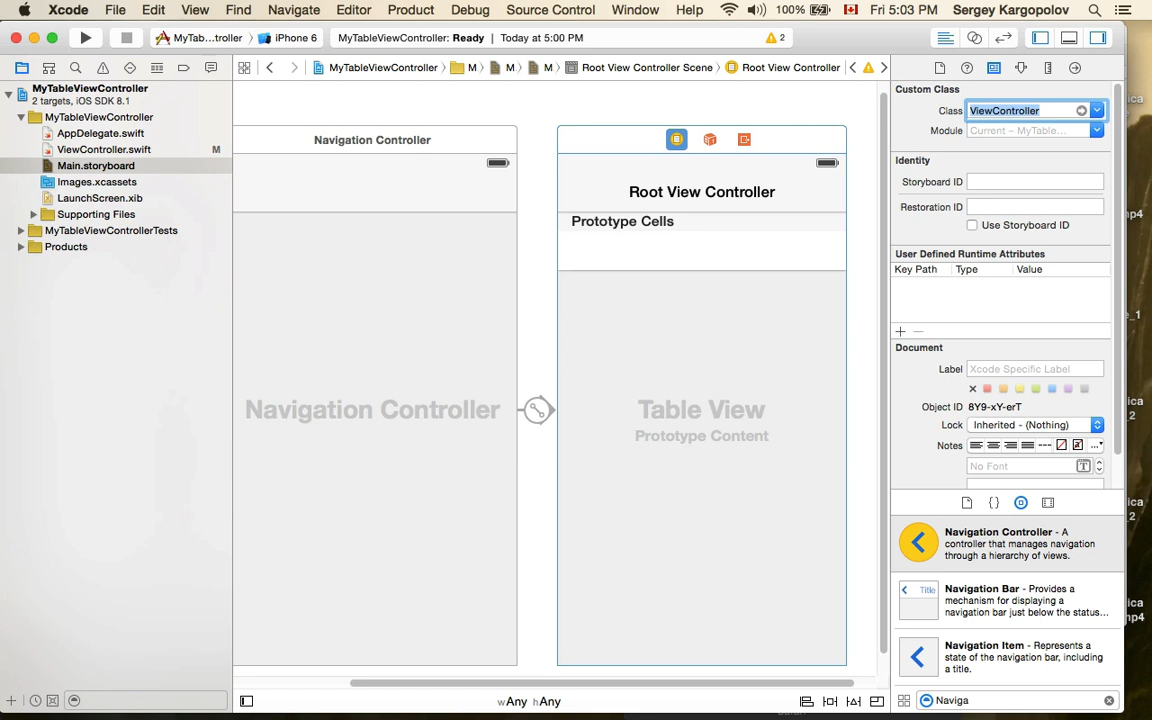 Xcode File Edit View Find Navigate Editor Product Debug Source Control Window Help 100% Fri 5:03 PM Sergey Kargopolov
MyTab...troller iPhone 6 MyTableViewController: Ready Today at 5:00 PM 2
MyTableViewController M M M Root View Controller Scene Root View Controller
MyTableViewController
2 targets, iOS SDK 8.1
MyTableViewController
AppDelegate.swift
ViewController.swift M
Main.storyboard
Images.xcassets
LaunchScreen.xib
Supporting Files
MyTableViewControllerTests
Products
Navigation Controller
Navigation Controller
Root View Controller
Prototype Cells
Table View
Prototype Content
wAny hAny
Custom Class
Class ViewController
Module Current – MyTable...
Identity
Storyboard ID
Restoration ID
Use Storyboard ID
User Defined Runtime Attributes
Key Path Type Value
Document
Label Xcode Specific Label
Object ID 8Y9-xY-erT
Lock Inherited - (Nothing)
Notes
No Font
Navigation Controller - A
controller that manages navigation
through a hierarchy of views.
Navigation Bar - Provides a
mechanism for displaying a
navigation bar just below the status...
Title
Navigation Item - Represents a
state of the navigation bar, including
a title.
Naviga